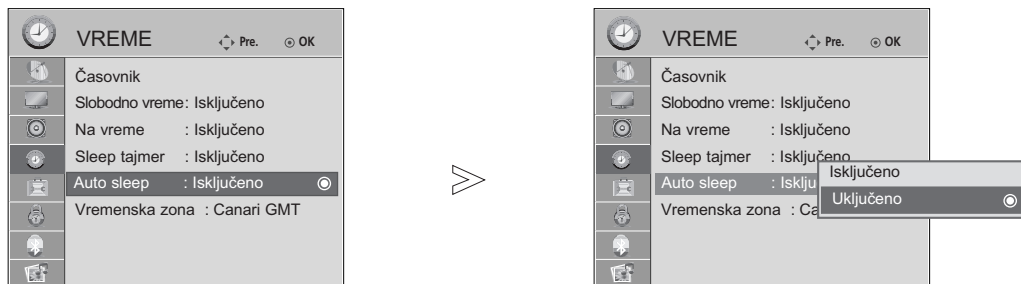 VREME Pre. OK
Časovnik
Slobodno vreme: Isključeno
Na vreme : Isključeno
Sleep tajmer : Isključeno
Auto sleep : Isključeno
Vremenska zona : Canari GMT
VREME Pre. OK
Časovnik
Slobodno vreme: Isključeno
Na vreme : Isključeno
Sleep tajmer : Isključeno
Auto sleep : Isklju
Vremenska zona : Ca
Isključeno
Uključeno